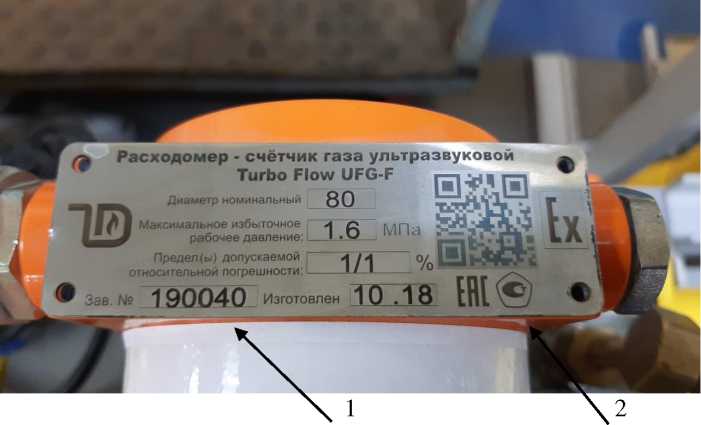 Расходомер - счётчик газа ультразвуковой
Turbo Flow UFG-F
Диаметр номинальный 80
Максимальное избыточное
рабочее давление: 1.6 МПа
Предел(ы) допускаемой
относительной погрешности: 1/1 %
Зав. № 190040 Изготовлен 10 .18
Ex
EAC
1
2